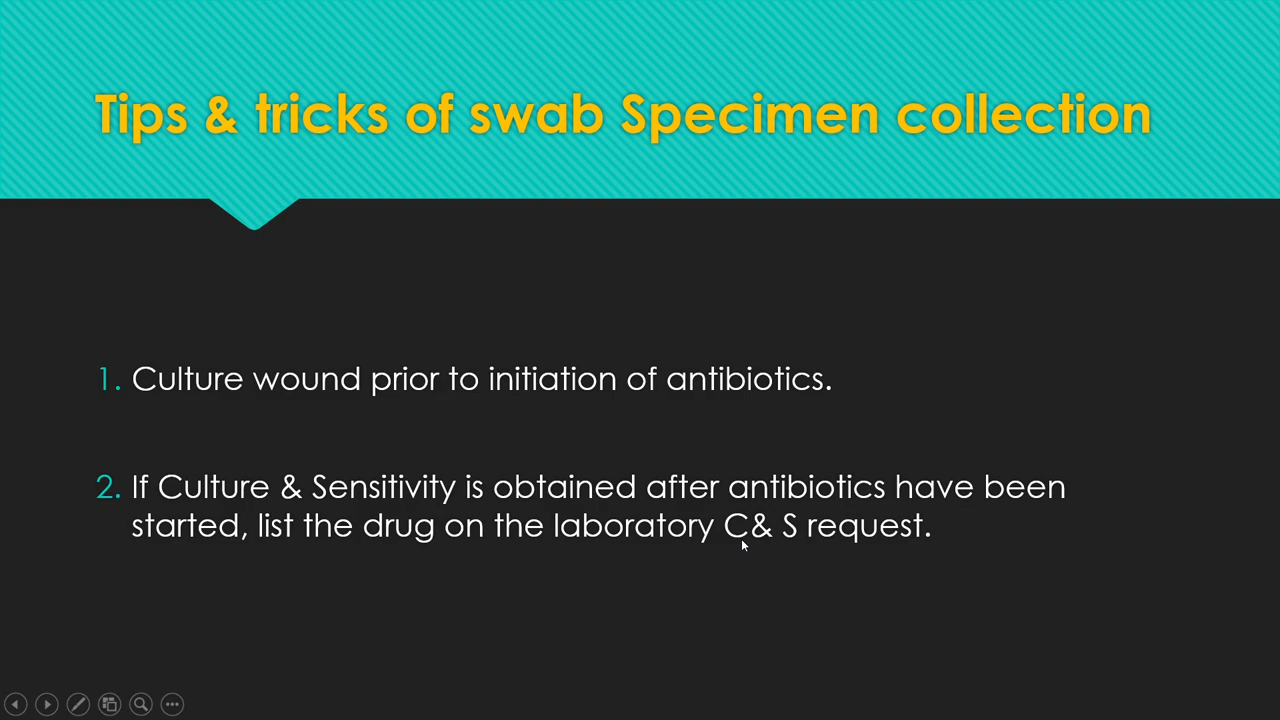 Tips & tricks of swab Specimen collection
1. Culture wound prior to initiation of antibiotics.
2. If Culture & Sensitivity is obtained after antibiotics have been
started, list the drug on the laboratory C& S request.